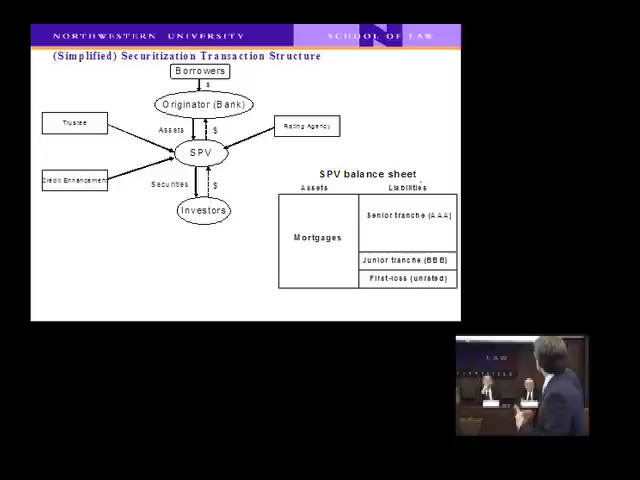 NORTHWESTERN UNIVERSITY SCHOOL OF LAW
(Simplified) Securitization Transaction Structure
Borrowers
$
Originator (Bank)
Trustee
Assets
$
Rating Agency
SPV
Credit Enhancement
Securities
$
Investors
SPV balance sheet
Assets
Liabilities
Senior tranche (AAA)
Mortgages
Junior tranche (BBB)
First-loss (unrated)
LAW